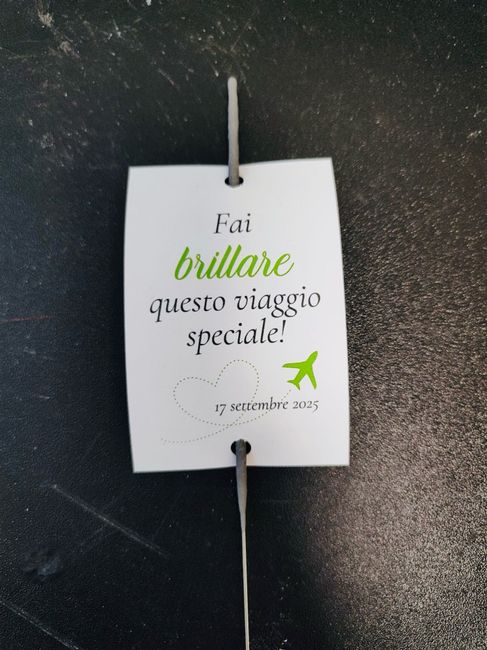 Fai
brillare
questo viaggio
speciale!
17 settembre 2025